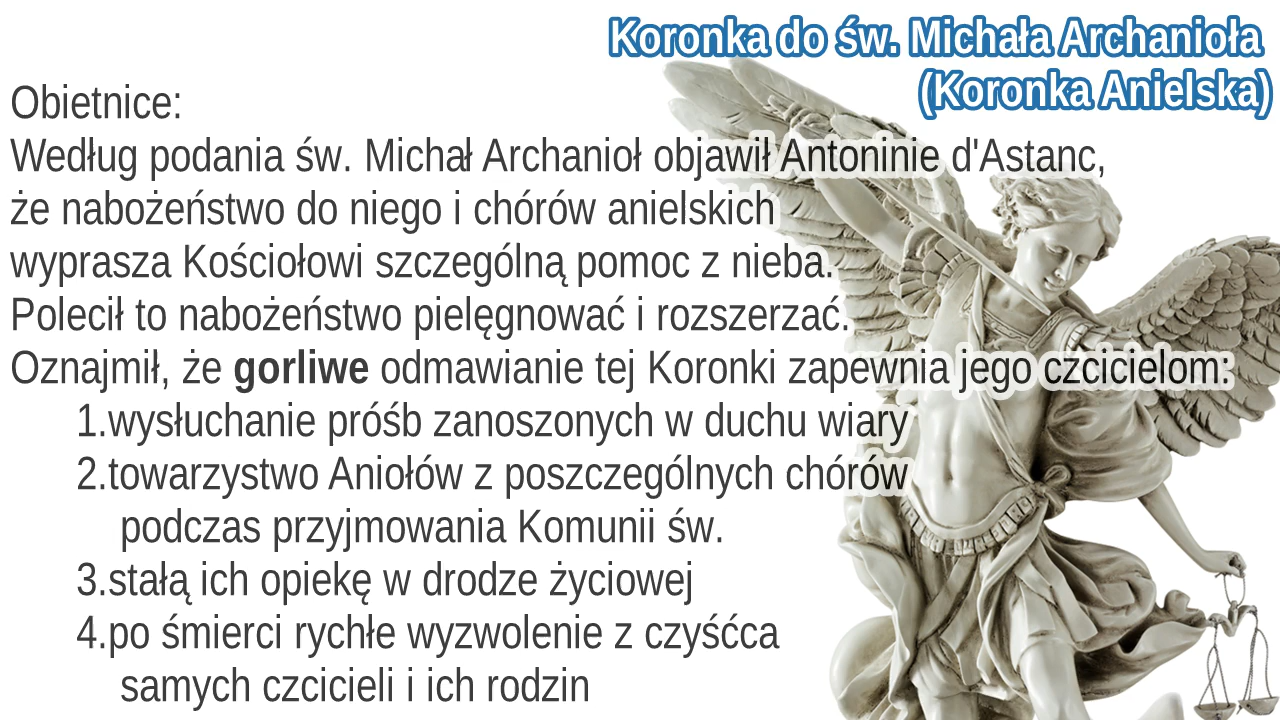 Koronka do św. Michała Archanioła
(Koronka Anielska)
Obietnice:
Według podania św. Michał Archanioł objawił Antoninie d'Astanc,
że nabożeństwo do niego i chórów anielskich
wyprasza Kościołowi szczególną pomoc z nieba.
Polecił to nabożeństwo pielęgnować i rozszerzać.
Oznajmił, że gorliwe odmawianie tej Koronki zapewnia jego czcicielom:
1.wysłuchanie próśb zanoszonych w duchu wiary
2.towarzystwo Aniołów z poszczególnych chórów
podczas przyjmowania Komunii św.
3.stałą ich opiekę w drodze życiowej
4.po śmierci rychłe wyzwolenie z czyśćca
samych czcicieli i ich rodzin